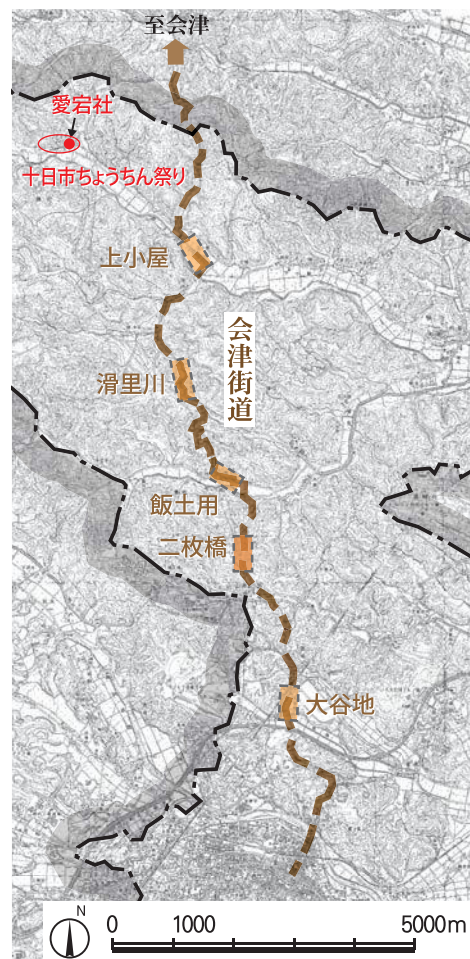 至会津
愛宕社
十日市ちょうちん祭り
上小屋
会津街道
滑里川
飯土用
二枚橋
大谷地
N
0 1000 5000m